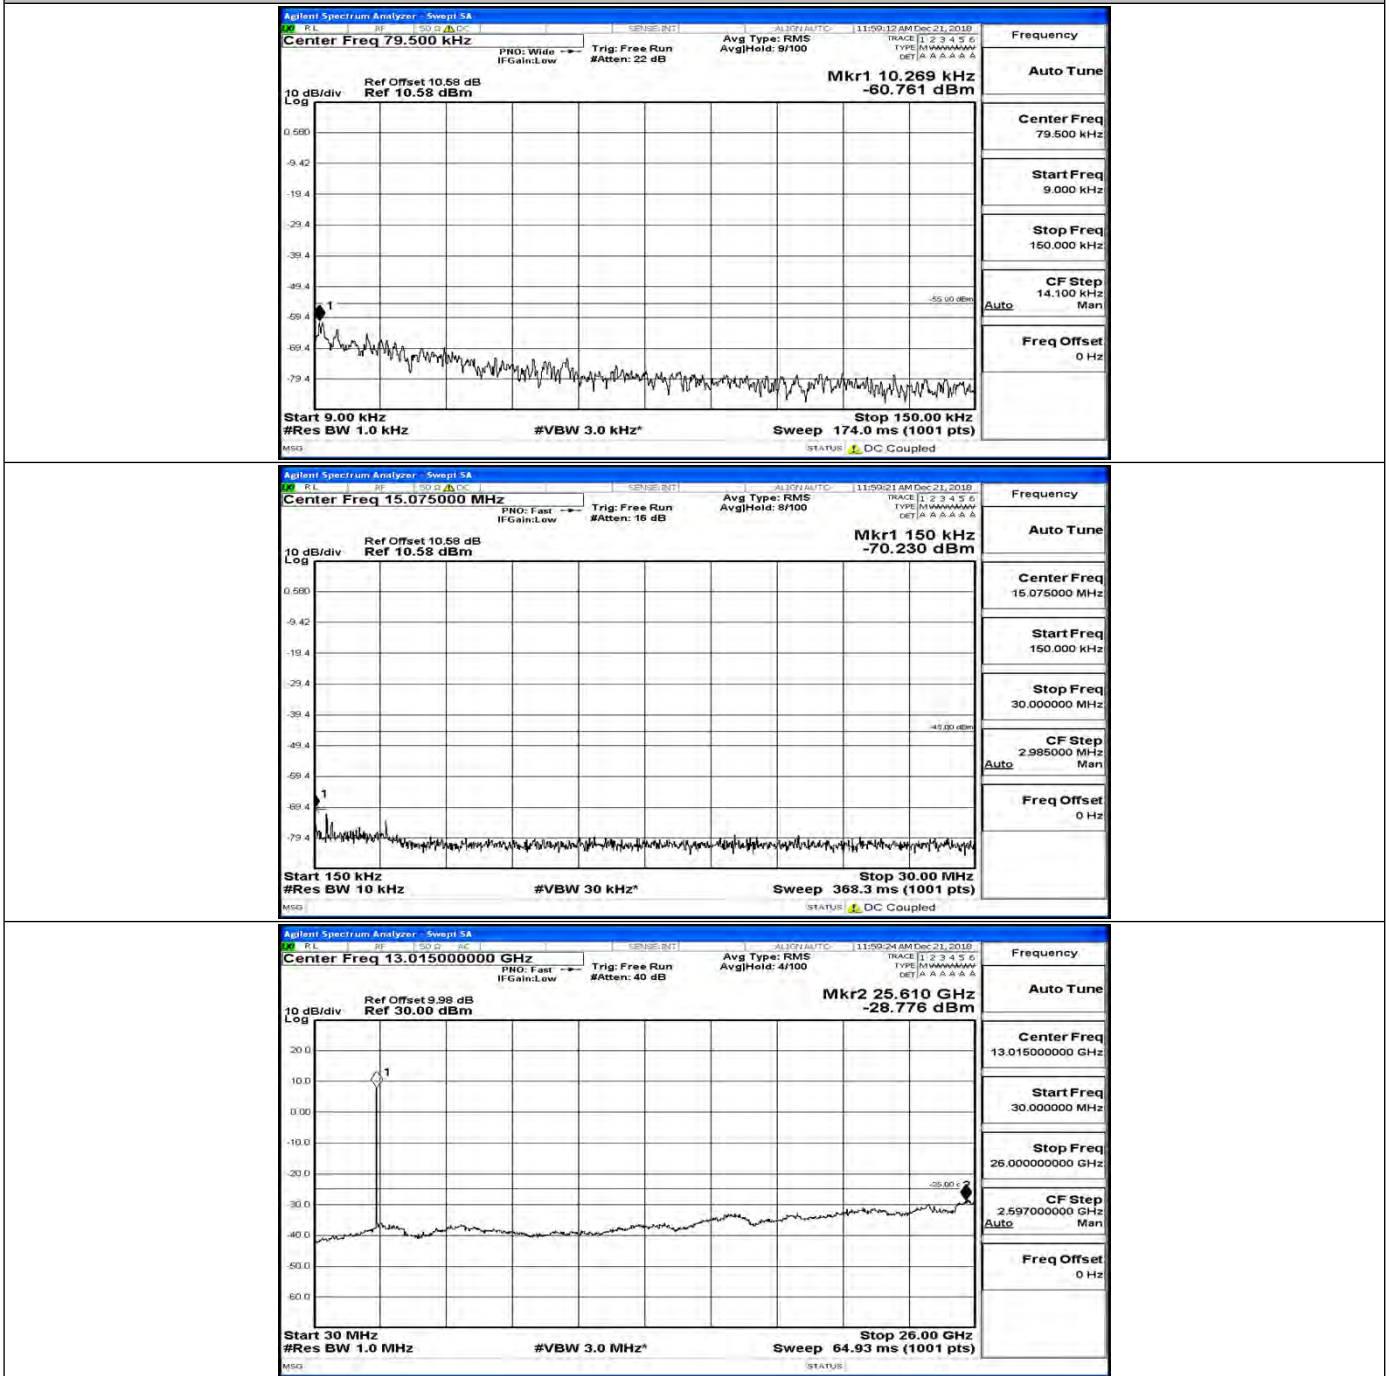 Agilent Spectrum Analyzer - Swept SA
RL RF 50 Ω DC SENSE:INT ALIGN AUTO 11:59:12 AM Dec 21, 2018
Center Freq 79.500 kHz
PNO: Wide
IFGain:Low
Trig: Free Run
#Atten: 22 dB
Avg Type: RMS
Avg|Hold: 9/100
TRACE 1 2 3 4 5 6
TYPE M
DET A A A A A A
Frequency
Auto Tune
Ref Offset 10.58 dB
10 dB/div Ref 10.58 dBm
Log
Mkr1 10.269 kHz
-60.761 dBm
0.580
-9.42
-19.4
-29.4
-39.4
-49.4
-59.4
-69.4
-79.4
1
-55.00 dBm
Center Freq
79.500 kHz
Start Freq
9.000 kHz
Stop Freq
150.000 kHz
CF Step
14.100 kHz
Auto Man
Freq Offset
0 Hz
Start 9.00 kHz Stop 150.00 kHz
#Res BW 1.0 kHz #VBW 3.0 kHz* Sweep 174.0 ms (1001 pts)
MSG STATUS DC Coupled
Agilent Spectrum Analyzer - Swept SA
RL RF 50 Ω DC SENSE:INT ALIGN AUTO 11:59:21 AM Dec 21, 2018
Center Freq 15.075000 MHz
PNO: Fast
IFGain:Low
Trig: Free Run
#Atten: 16 dB
Avg Type: RMS
Avg|Hold: 8/100
TRACE 1 2 3 4 5 6
TYPE M
DET A A A A A A
Frequency
Auto Tune
Ref Offset 10.58 dB
10 dB/div Ref 10.58 dBm
Log
Mkr1 150 kHz
-70.230 dBm
0.580
-9.42
-19.4
-29.4
-39.4
-49.4
-59.4
-69.4
-79.4
1
-45.00 dBm
Center Freq
15.075000 MHz
Start Freq
150.000 kHz
Stop Freq
30.000000 MHz
CF Step
2.985000 MHz
Auto Man
Freq Offset
0 Hz
Start 150 kHz Stop 30.00 MHz
#Res BW 10 kHz #VBW 30 kHz* Sweep 368.3 ms (1001 pts)
MSG STATUS DC Coupled
Agilent Spectrum Analyzer - Swept SA
RL RF 50 Ω AC SENSE:INT ALIGN AUTO 11:59:24 AM Dec 21, 2018
Center Freq 13.015000000 GHz
PNO: Fast
IFGain:Low
Trig: Free Run
#Atten: 40 dB
Avg Type: RMS
Avg|Hold: 4/100
TRACE 1 2 3 4 5 6
TYPE M
DET A A A A A A
Frequency
Auto Tune
Ref Offset 9.98 dB
10 dB/div Ref 30.00 dBm
Log
Mkr2 25.610 GHz
-28.776 dBm
20.0
10.0
0.00
-10.0
-20.0
-30.0
-40.0
-50.0
-60.0
1
-25.00
2
Center Freq
13.015000000 GHz
Start Freq
30.000000 MHz
Stop Freq
26.000000000 GHz
CF Step
2.597000000 GHz
Auto Man
Freq Offset
0 Hz
Start 30 MHz Stop 26.00 GHz
#Res BW 1.0 MHz #VBW 3.0 MHz* Sweep 64.93 ms (1001 pts)
MSG STATUS